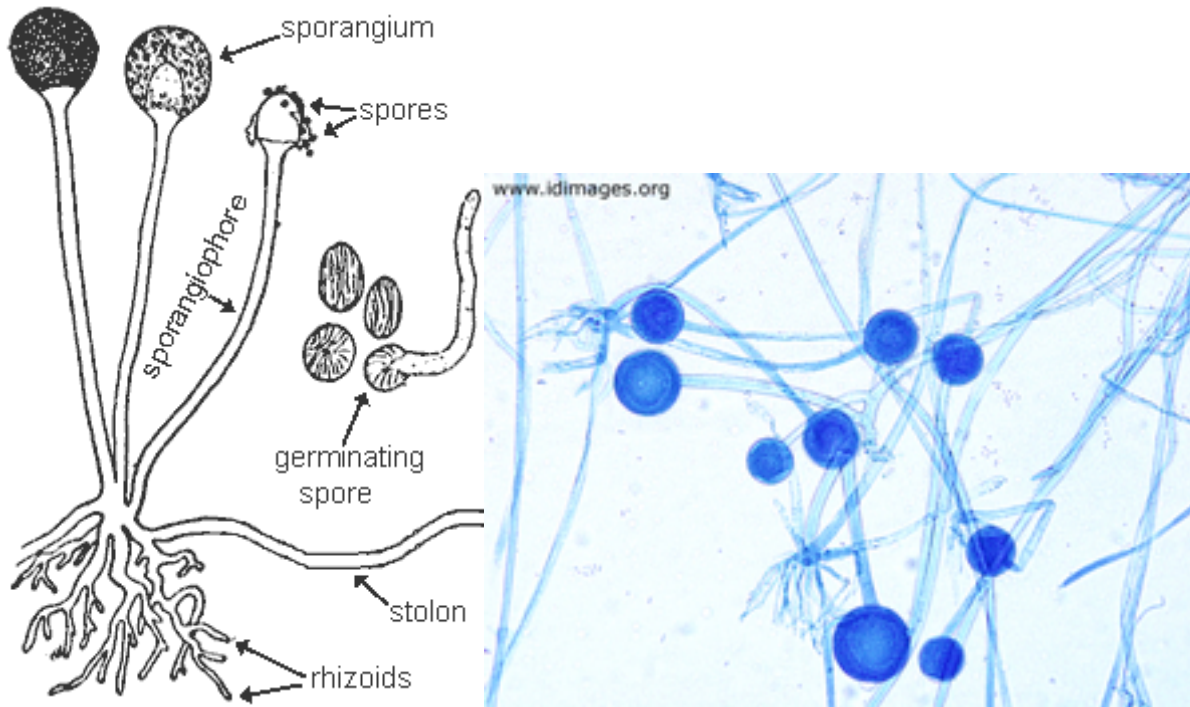 sporangium
spores
sporangiophore
www.idimages.org
germinating
spore
stolon
rhizoids